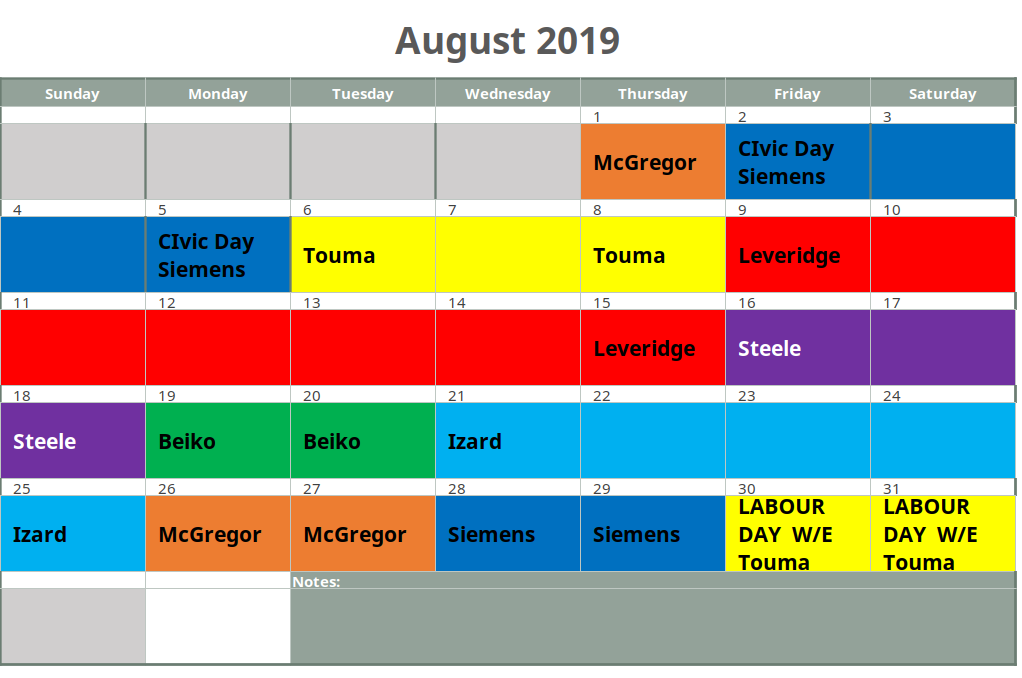 August 2019
Sunday Monday Tuesday Wednesday Thursday Friday Saturday
1 2 3
McGregor
CIvic Day
Siemens
4 5 6 7 8 9 10
CIvic Day
Siemens
Touma
Touma
Leveridge
11 12 13 14 15 16 17
Leveridge
Steele
18 19 20 21 22 23 24
Steele
Beiko
Beiko
Izard
25 26 27 28 29 30 31
Izard
McGregor
McGregor
Siemens
Siemens
LABOUR
DAY W/E
Touma
LABOUR
DAY W/E
Touma
Notes: